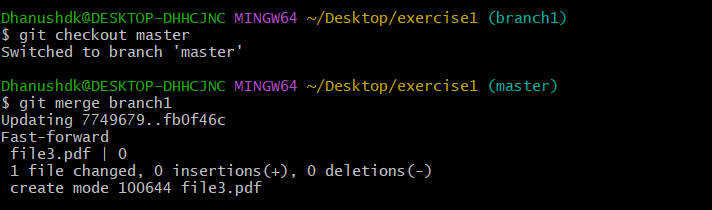 Dhanushdk@DESKTOP-DHHCJNC MINGW64 ~/Desktop/exercise1 (branch1)
$ git checkout master
Switched to branch 'master'
Dhanushdk@DESKTOP-DHHCJNC MINGW64 ~/Desktop/exercise1 (master)
$ git merge branch1
Updating 7749679..fb0f46c
Fast-forward
 file3.pdf | 0
 1 file changed, 0 insertions(+), 0 deletions(-)
 create mode 100644 file3.pdf